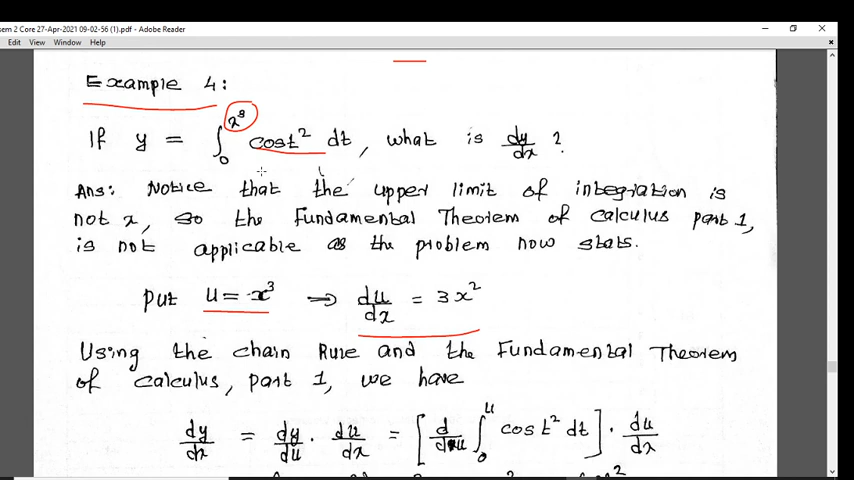 sem 2 Core 27-Apr-2021 09-02-56 (1).pdf - Adobe Reader
Edit View Window Help
Example 4:
If y = ∫₀^{x³} cos t² dt, what is dy/dx ?
Ans: Notice that the upper limit of integration is
not x, so the Fundamental Theorem of calculus part 1,
is not applicable as the problem now stats.
Put u = x³ ⇒ du/dx = 3x²
Using the chain Rule and the Fundamental Theorem
of calculus, part 1, we have
dy/dx = dy/du · du/dx = [d/du ∫₀^u cos t² dt] · du/dx